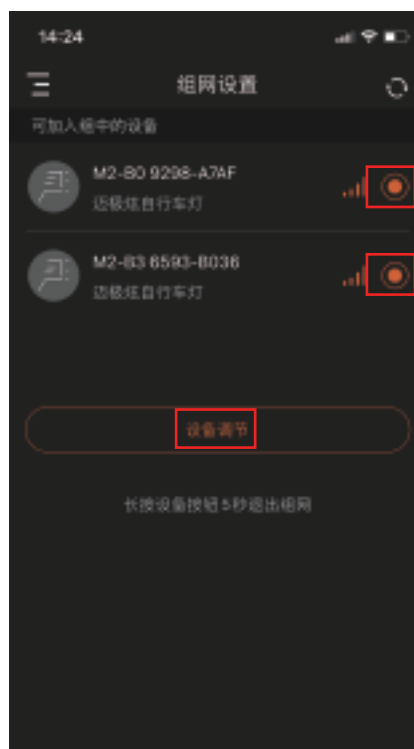 14:24
组网设置
可加入组中的设备
M2-B0 9298-A7AF
迈极炫自行车灯
M2-B3 6593-B036
迈极炫自行车灯
设备调节
长按设备按钮5秒退出组网